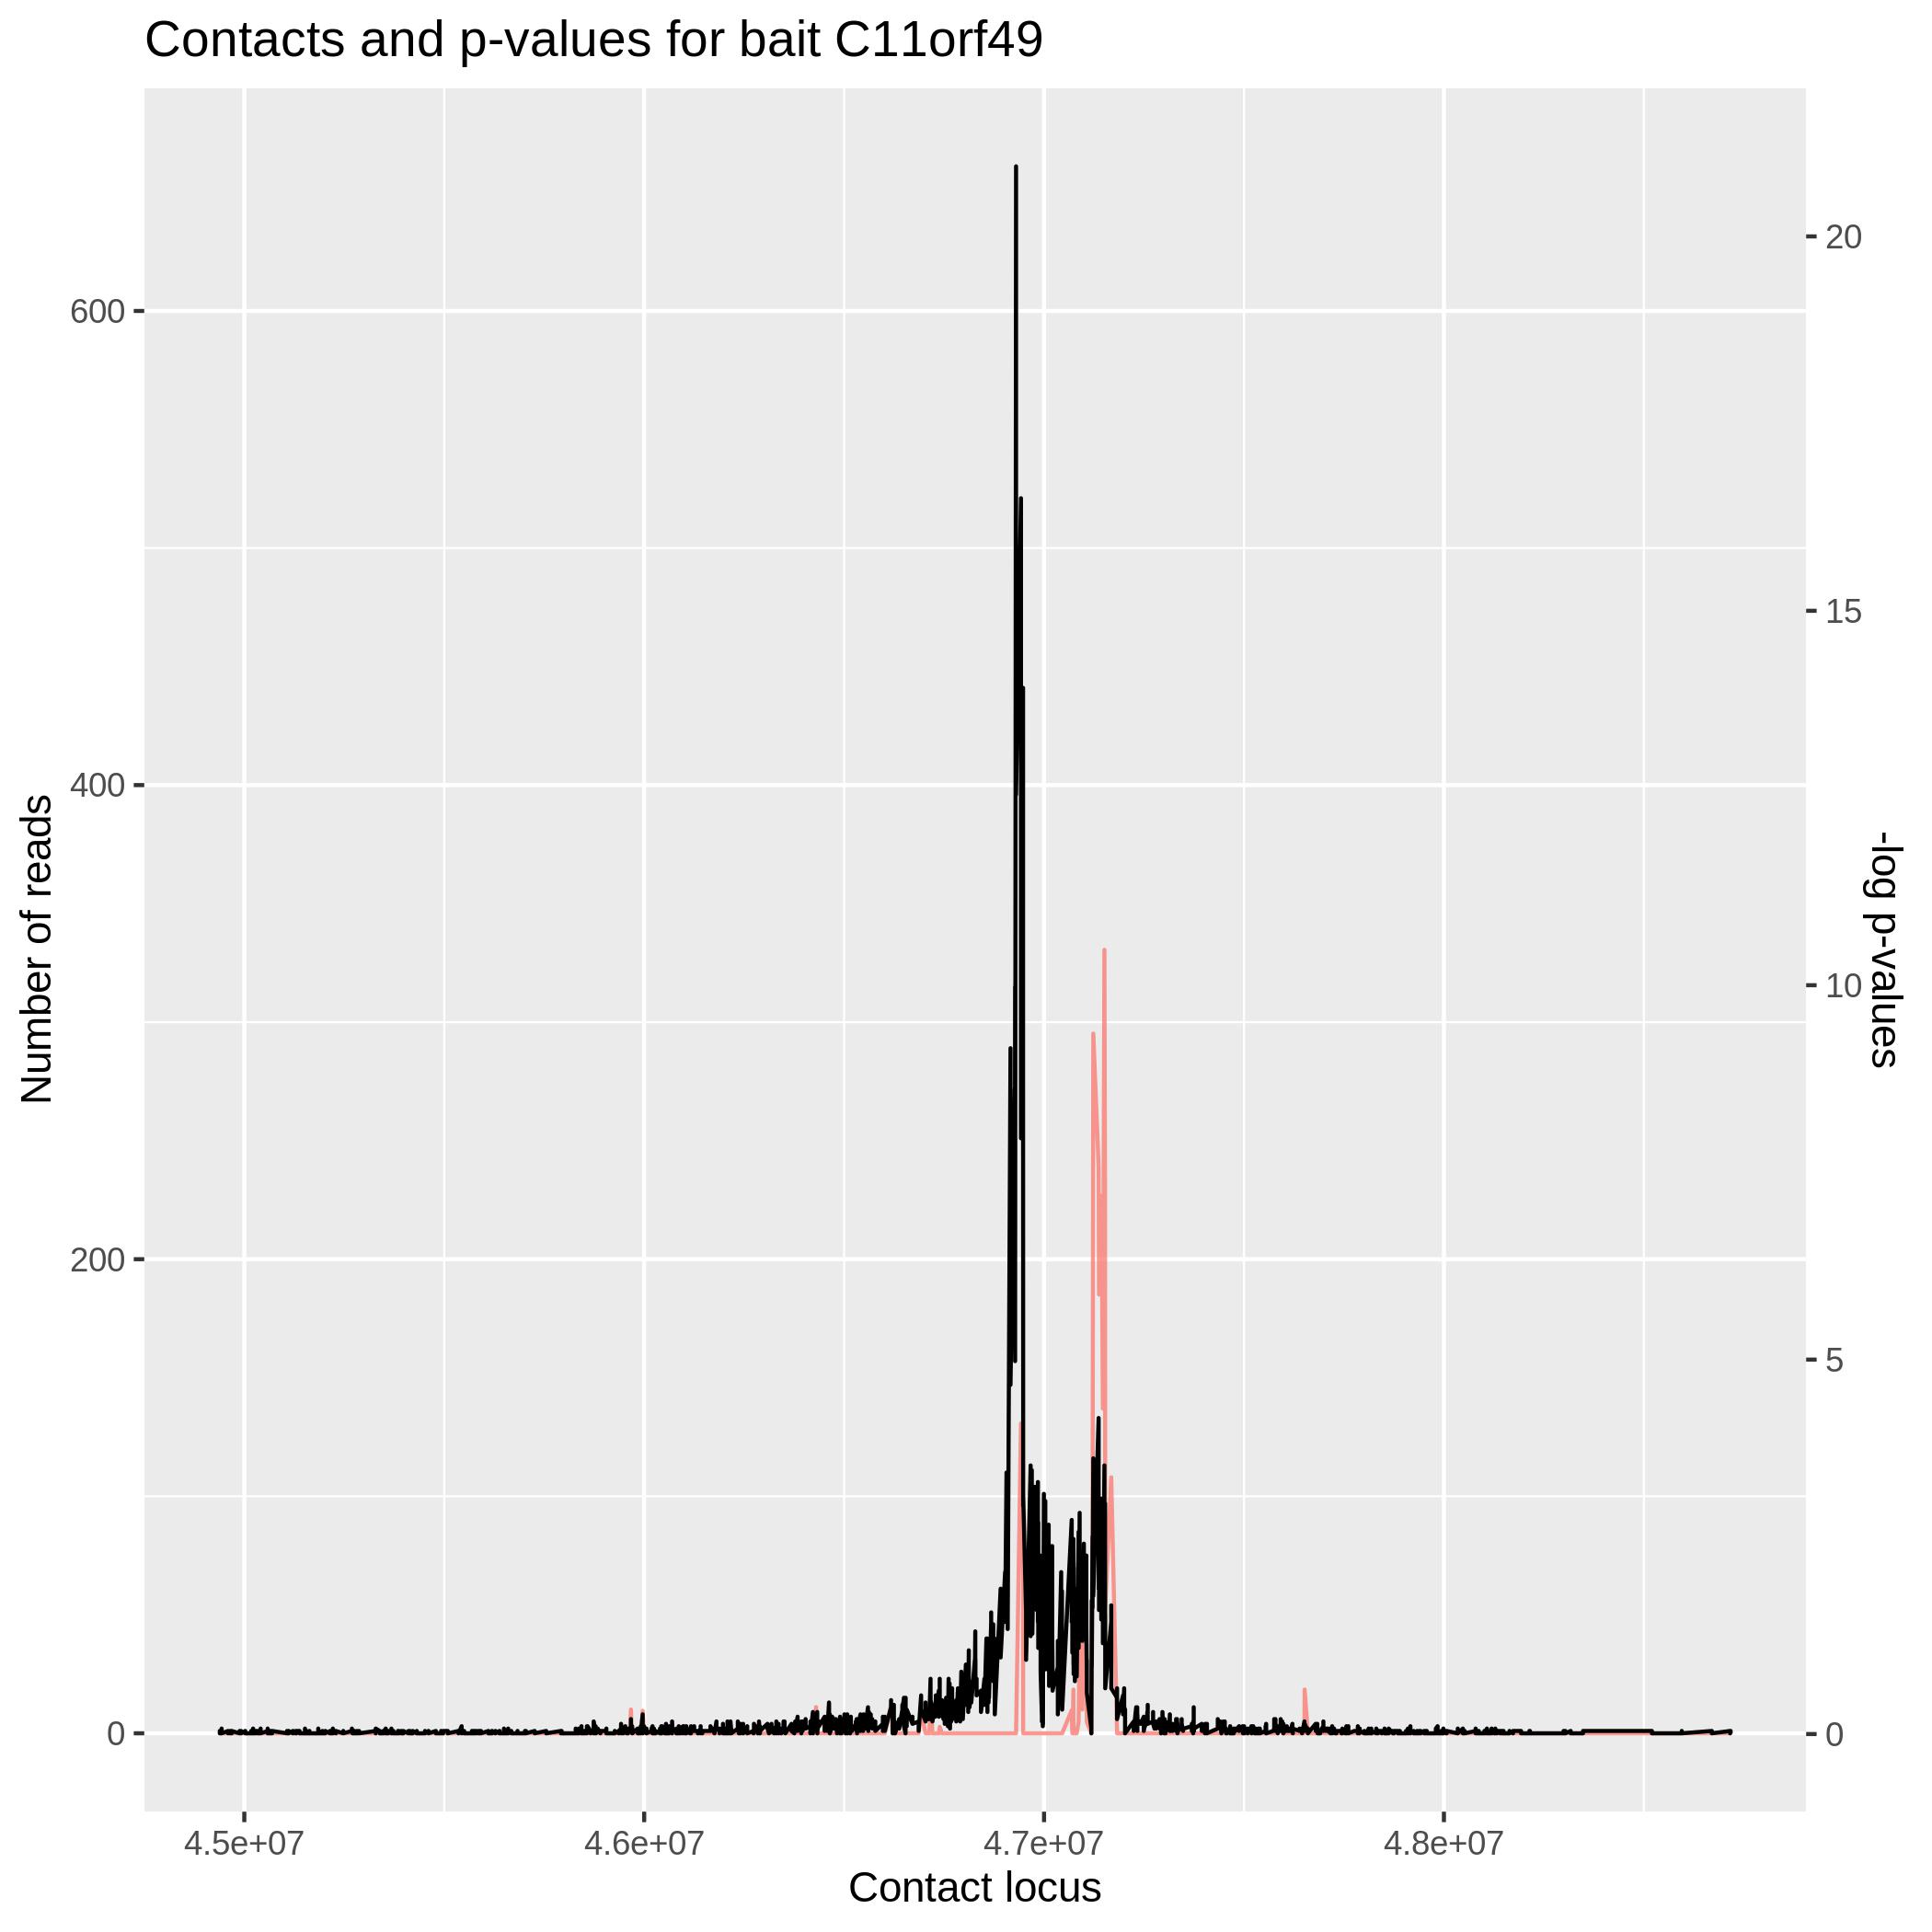 Contacts and p-values for bait C11orf49
Number of reads
600
400
200
0
20
15
10
5
0
-log p-values
4.5e+07 4.6e+07 4.7e+07 4.8e+07
Contact locus